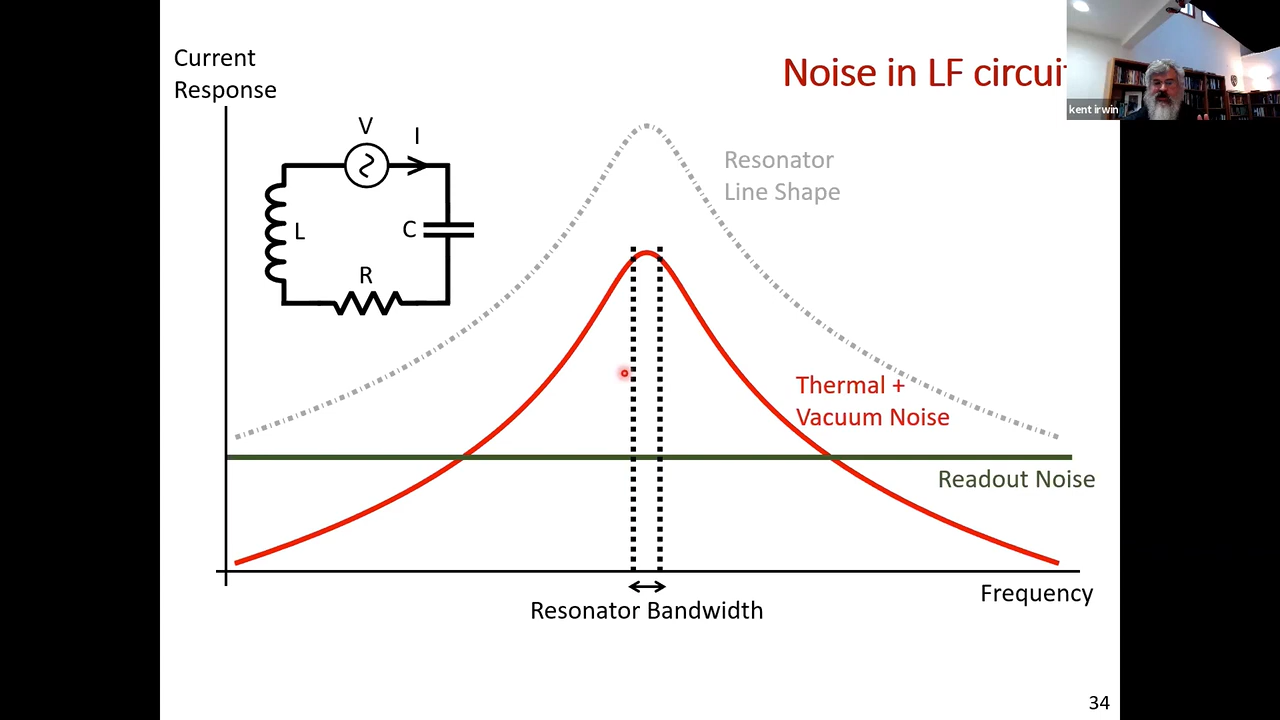 Current
Response
Noise in LF circuit
kent irwin
V
I
L
C
R
Resonator
Line Shape
Thermal +
Vacuum Noise
Readout Noise
Frequency
Resonator Bandwidth
34